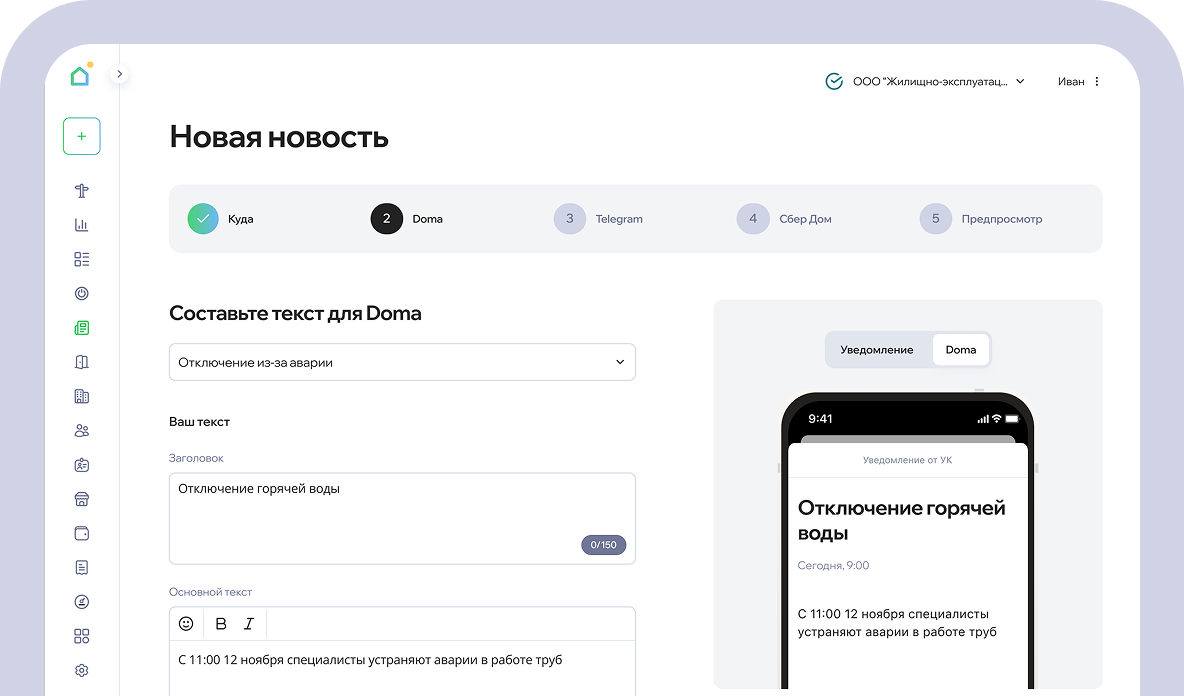 ООО "Жилищно-эксплуатац...
Иван
Новая новость
Куда
2 Doma
3 Telegram
4 Сбер Дом
5 Предпросмотр
Составьте текст для Doma
Отключение из-за аварии
Ваш текст
Заголовок
Отключение горячей воды
0/150
Основной текст
B I
С 11:00 12 ноября специалисты устраняют аварии в работе труб
Уведомление Doma
9:41
Уведомление от УК
Отключение горячей
воды
Сегодня, 9:00
С 11:00 12 ноября специалисты
устраняют аварии в работе труб